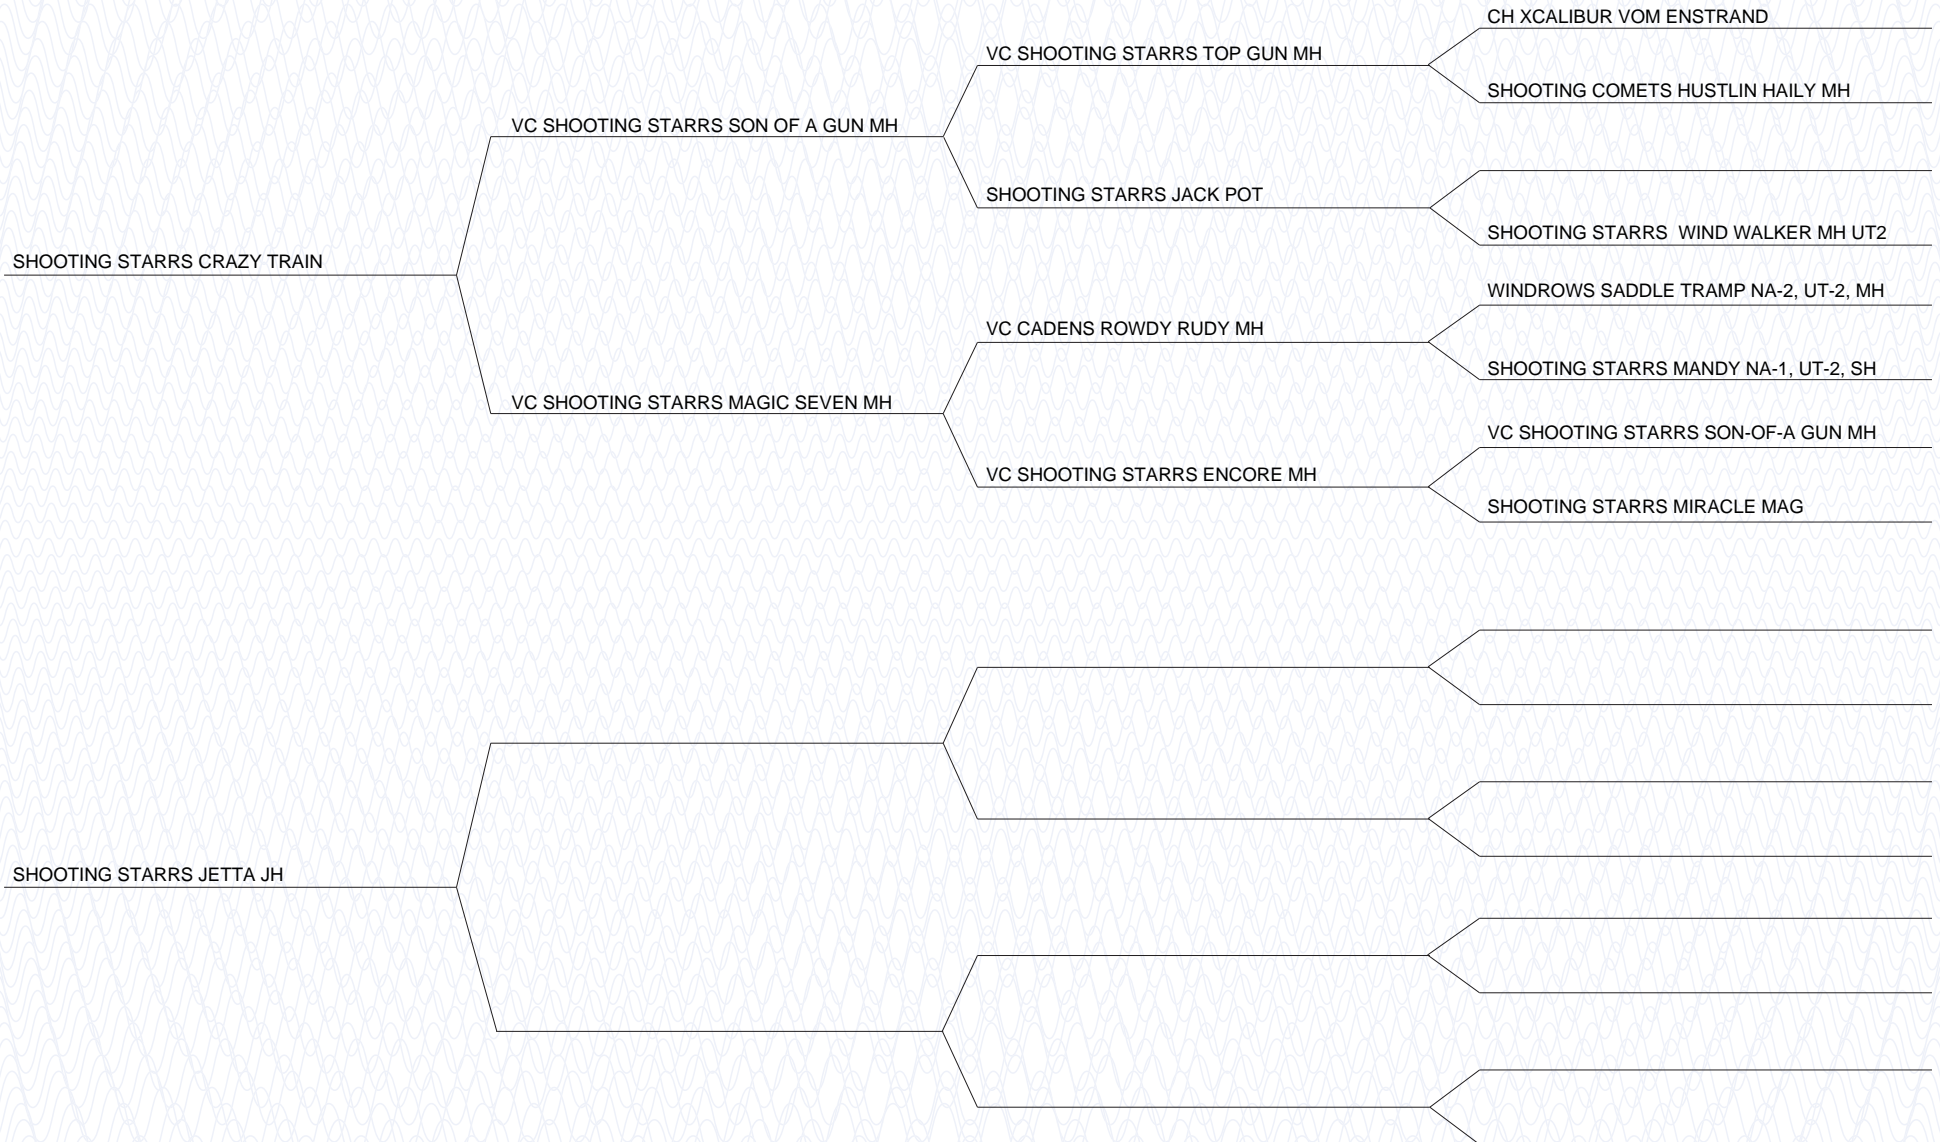 CH XCALIBUR VOM ENSTRAND
VC SHOOTING STARRS TOP GUN MH
SHOOTING COMETS HUSTLIN HAILY MH
VC SHOOTING STARRS SON OF A GUN MH
SHOOTING STARRS JACK POT
SHOOTING STARRS  WIND WALKER MH UT2
SHOOTING STARRS CRAZY TRAIN
WINDROWS SADDLE TRAMP NA-2, UT-2, MH
VC CADENS ROWDY RUDY MH
SHOOTING STARRS MANDY NA-1, UT-2, SH
VC SHOOTING STARRS MAGIC SEVEN MH
VC SHOOTING STARRS SON-OF-A GUN MH
VC SHOOTING STARRS ENCORE MH
SHOOTING STARRS MIRACLE MAG
SHOOTING STARRS JETTA JH